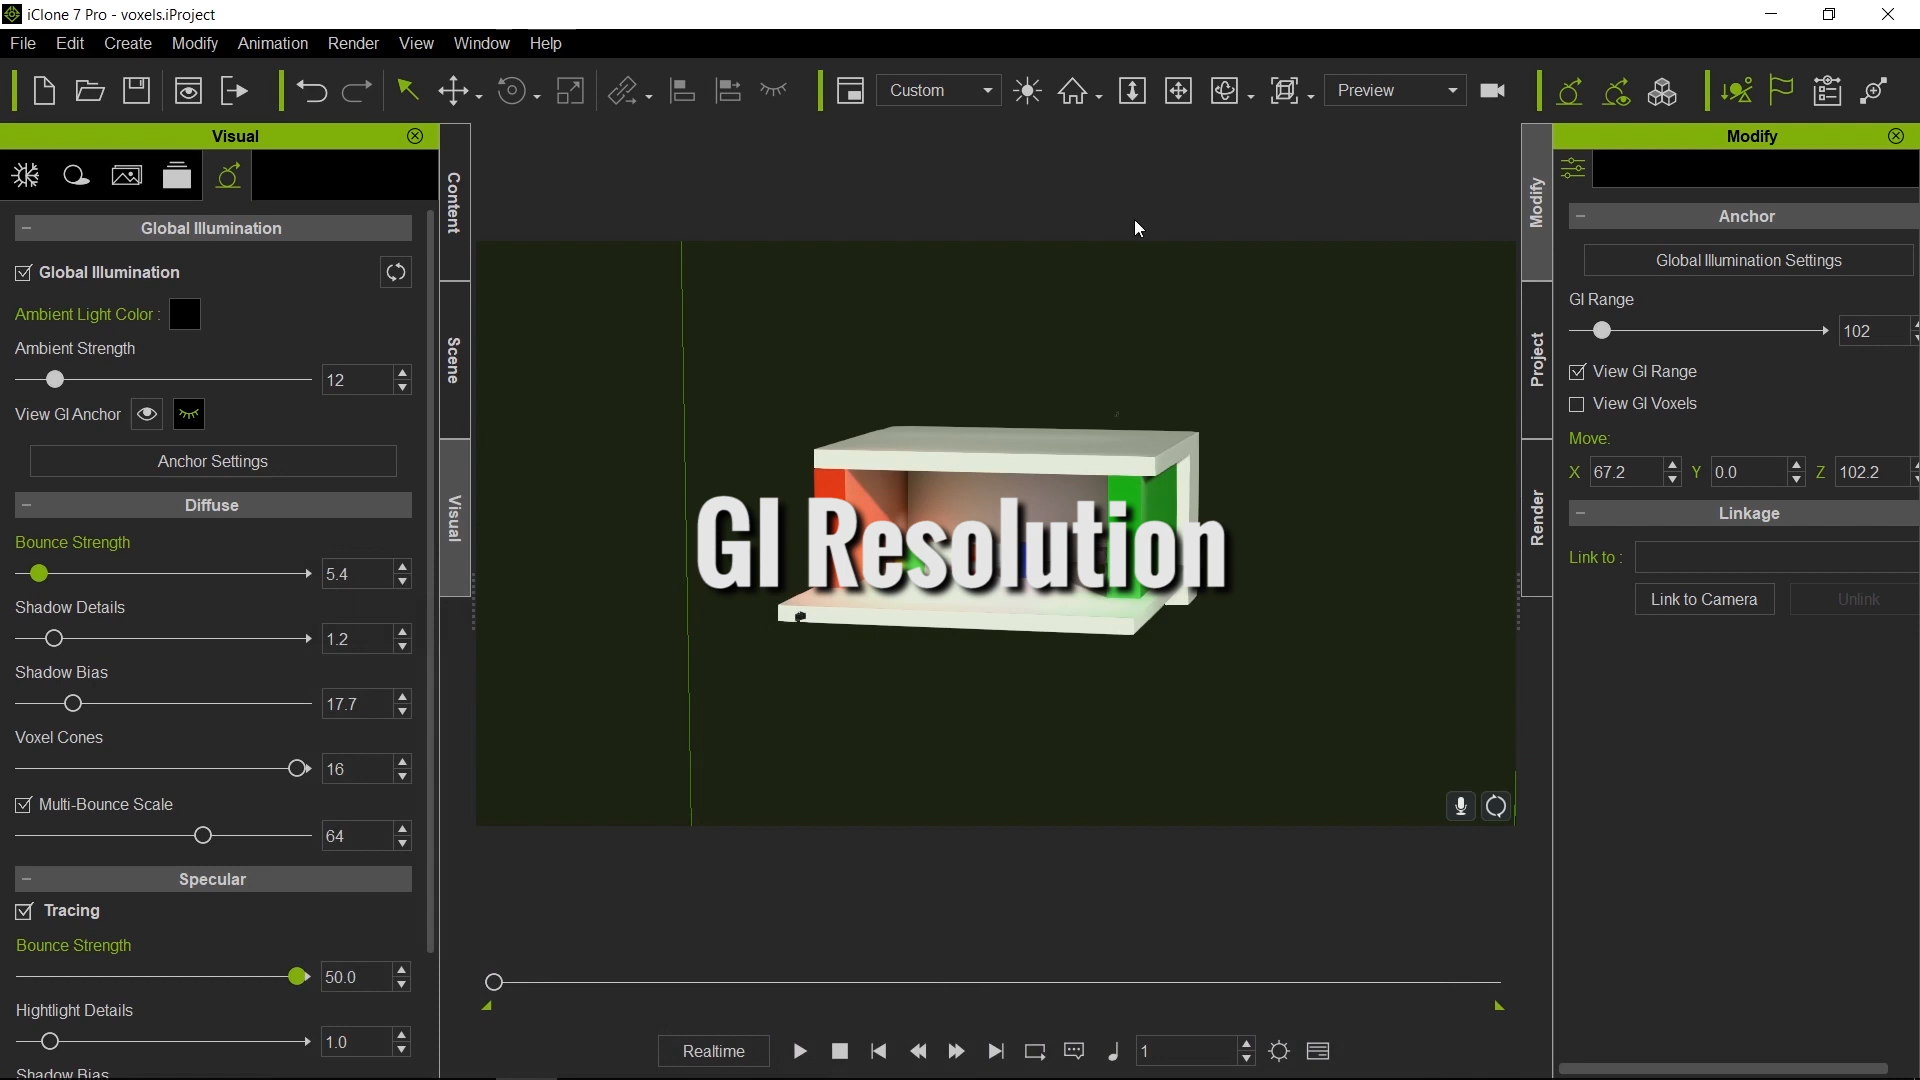 iClone 7 Pro - voxels.iProject
File Edit Create Modify Animation Render View Window Help
Custom Preview
Visual
Global Illumination
Global Illumination
Ambient Light Color :
Ambient Strength
12
View GI Anchor
Anchor Settings
Diffuse
Bounce Strength
5.4
Shadow Details
1.2
Shadow Bias
17.7
Voxel Cones
16
Multi-Bounce Scale
64
Specular
Tracing
Bounce Strength
50.0
Hightlight Details
1.0
Shadow Bias
Content
Scene
Visual
GI Resolution
Realtime
1
Modify
Project
Render
Modify
Anchor
Global Illumination Settings
GI Range
102
View GI Range
View GI Voxels
Move:
X 67.2 Y 0.0 Z 102.2
Linkage
Link to :
Link to Camera Unlink